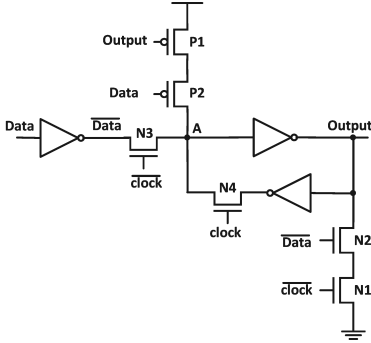 Output
P1
Data
P2
Data
Data
N3
A
Output
clock
N4
clock
Data
N2
clock
N1